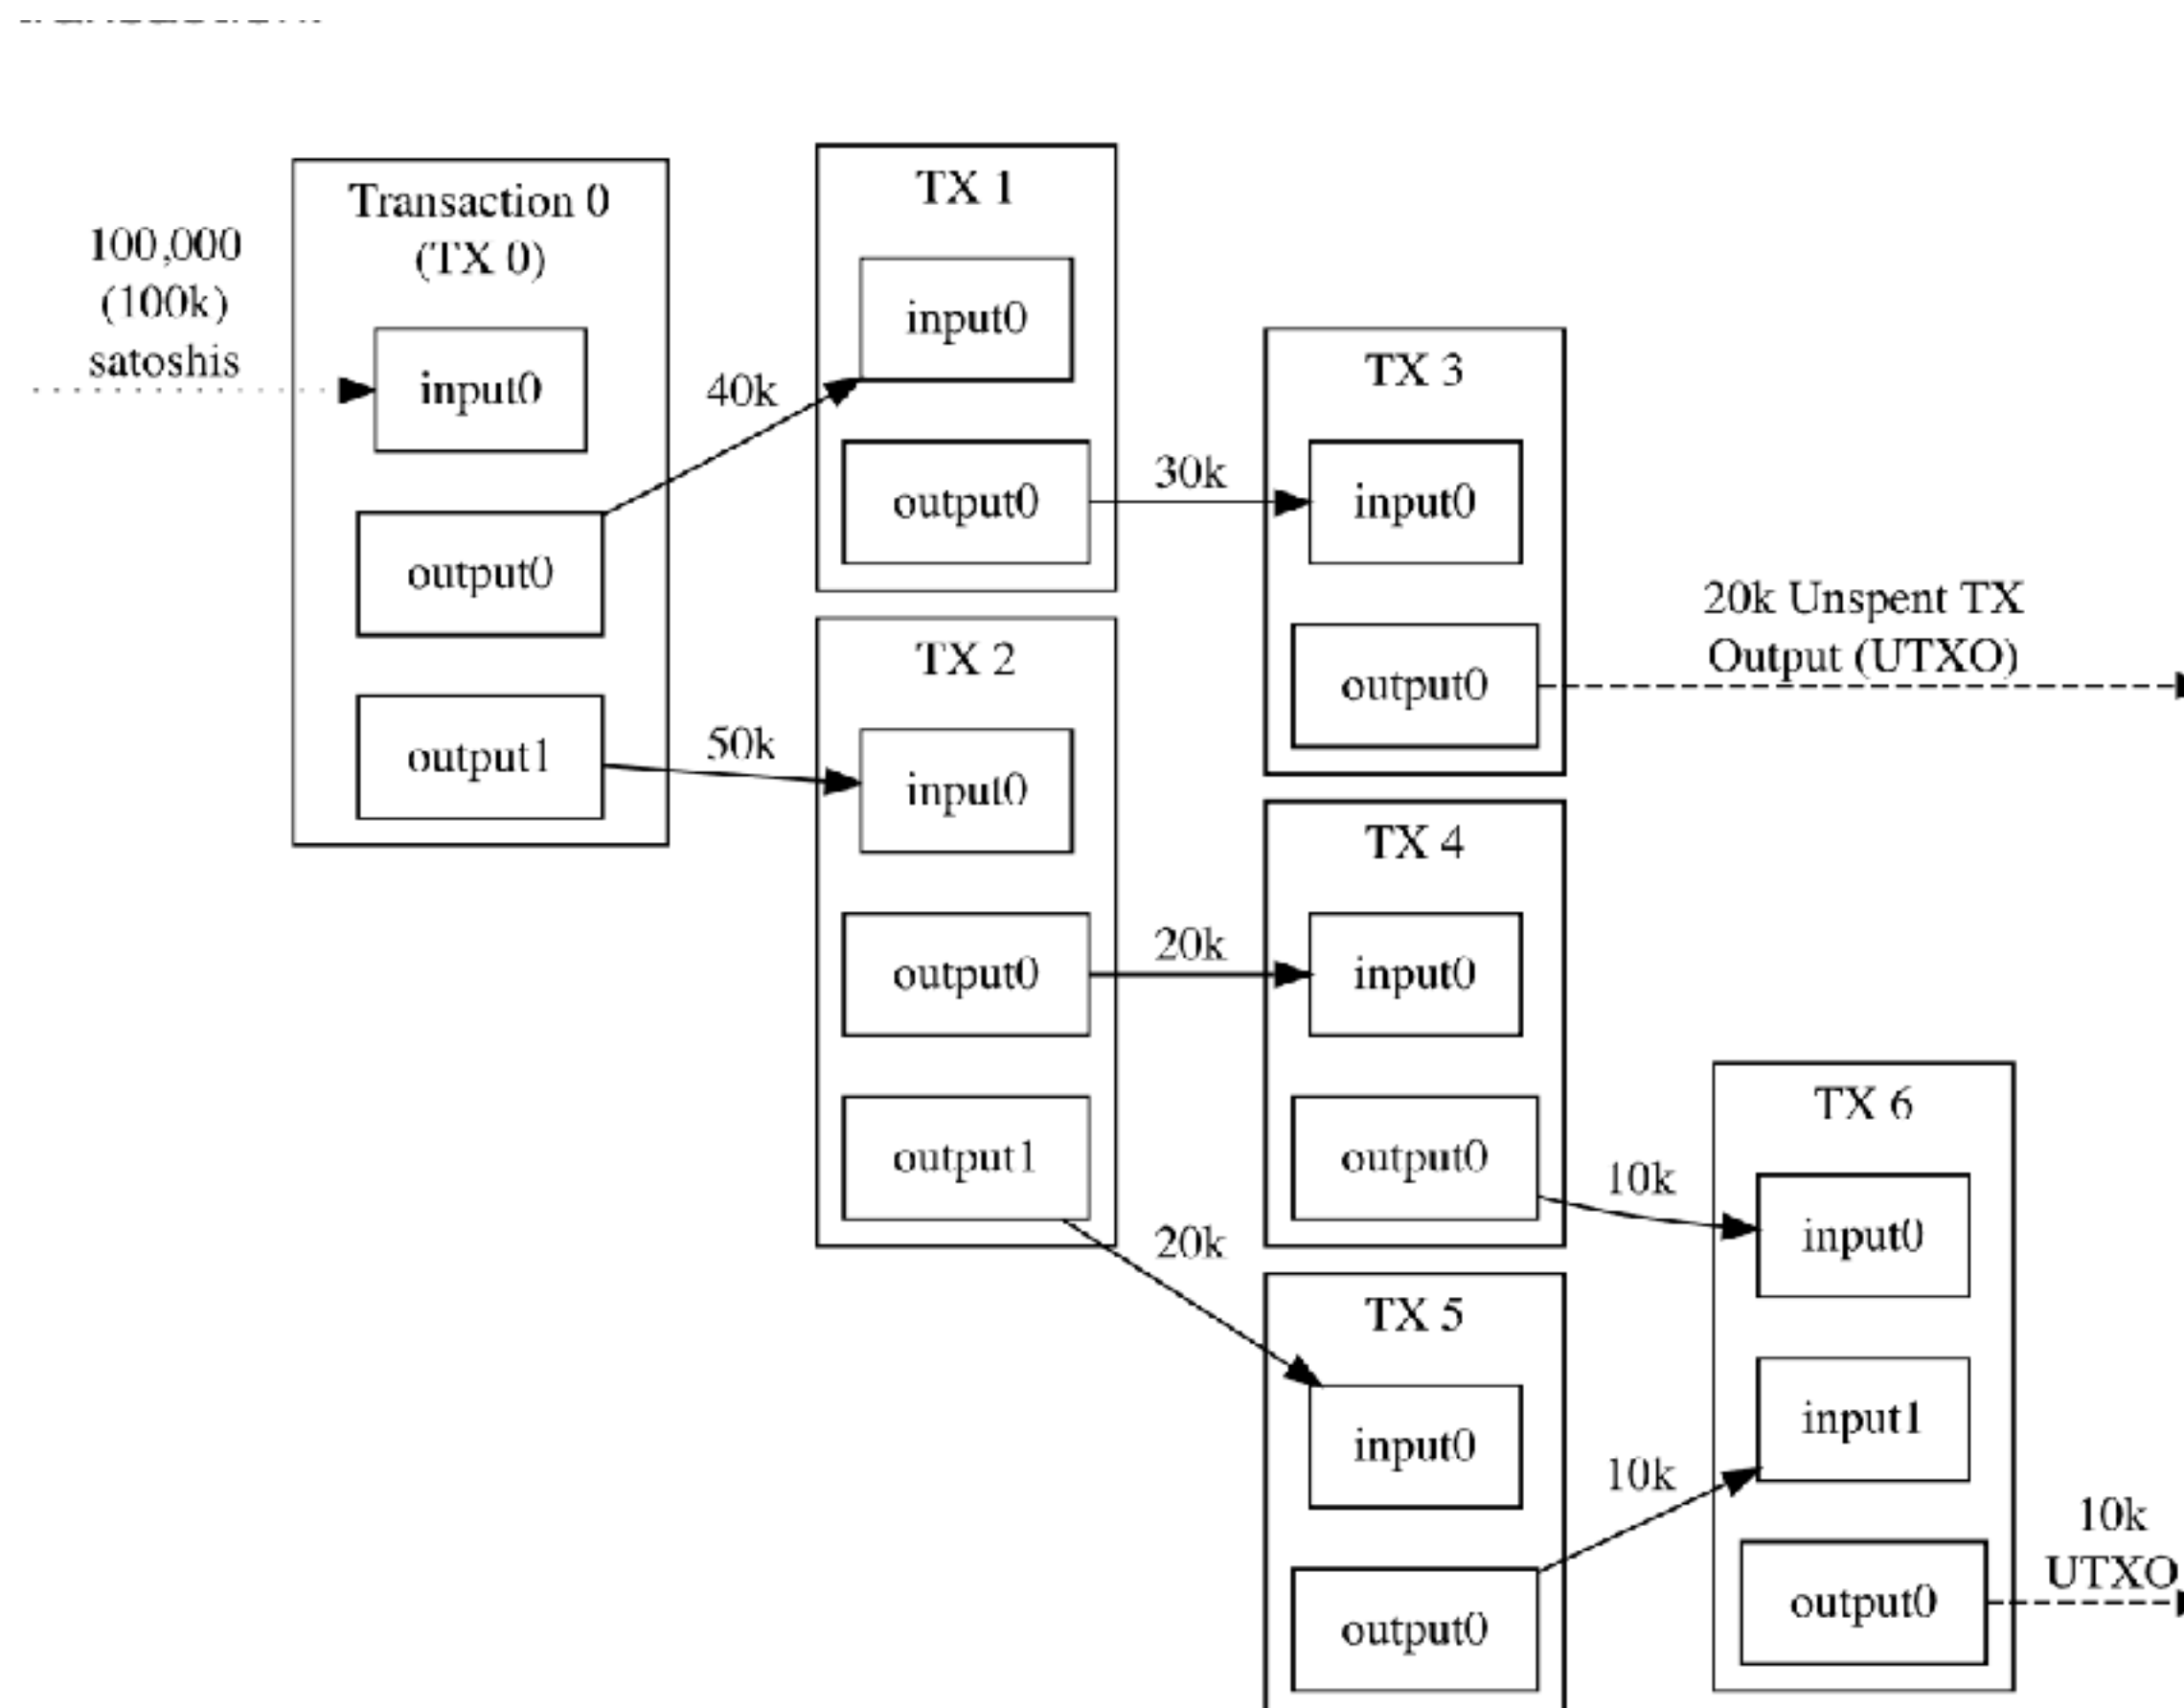 100,000
(100k)
satoshis
Transaction 0
(TX 0)
input0
output0
output1
40k
50k
TX 1
input0
output0
TX 2
input0
output0
output1
30k
20k
20k
TX 3
input0
output0
TX 4
input0
output0
TX 5
input0
output0
20k Unspent TX
Output (UTXO)
10k
10k
TX 6
input0
input1
output0
10k
UTXO